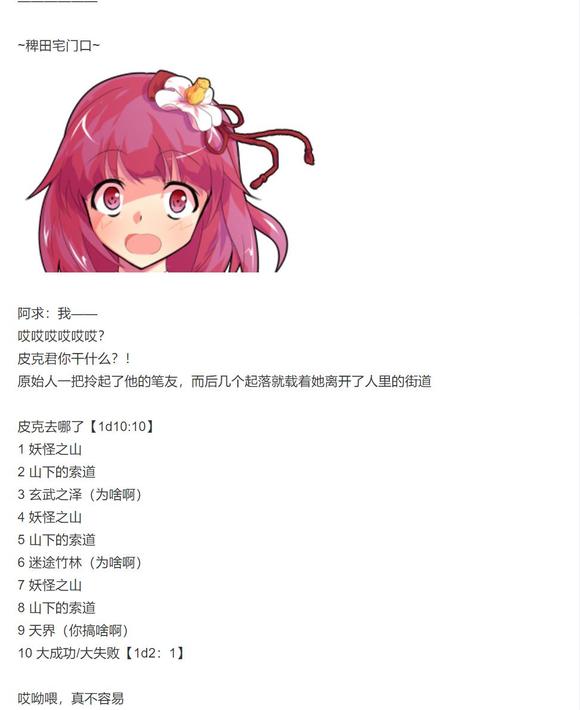 ——————
~稗田宅门口~
阿求：我——
哎哎哎哎哎哎？
皮克君你干什么？！
原始人一把拎起了他的笔友，而后几个起落就载着她离开了人里的街道
皮克去哪了【1d10:10】
1 妖怪之山
2 山下的索道
3 玄武之泽（为啥啊）
4 妖怪之山
5 山下的索道
6 迷途竹林（为啥啊）
7 妖怪之山
8 山下的索道
9 天界（你搞啥啊）
10 大成功/大失败【1d2：1】
哎呦喂，真不容易